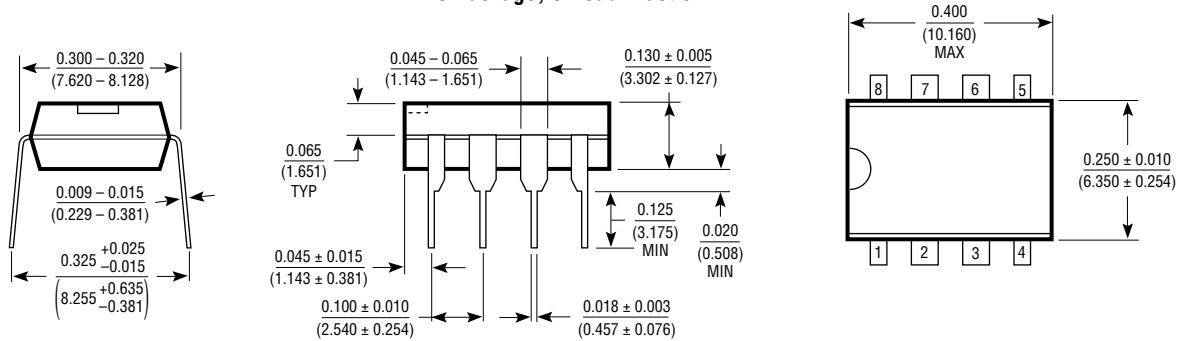 0.300 – 0.320
(7.620 – 8.128)
0.009 – 0.015
(0.229 – 0.381)
0.325 +0.025 –0.015
(8.255 +0.635 –0.381)
0.045 – 0.065
(1.143 – 1.651)
0.130 ± 0.005
(3.302 ± 0.127)
0.065
(1.651)
TYP
0.125
(3.175)
MIN
0.020
(0.508)
MIN
0.045 ± 0.015
(1.143 ± 0.381)
0.100 ± 0.010
(2.540 ± 0.254)
0.018 ± 0.003
(0.457 ± 0.076)
0.400
(10.160)
MAX
8 7 6 5
0.250 ± 0.010
(6.350 ± 0.254)
1 2 3 4